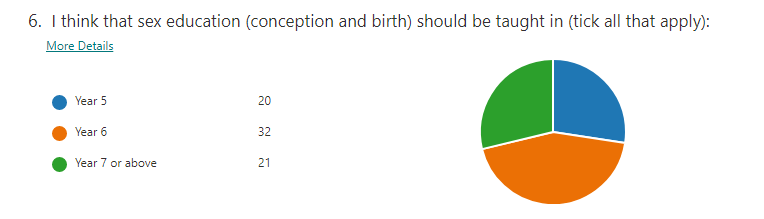 6. I think that sex education (conception and birth) should be taught in (tick all that apply):
More Details
Year 5 20
Year 6 32
Year 7 or above 21